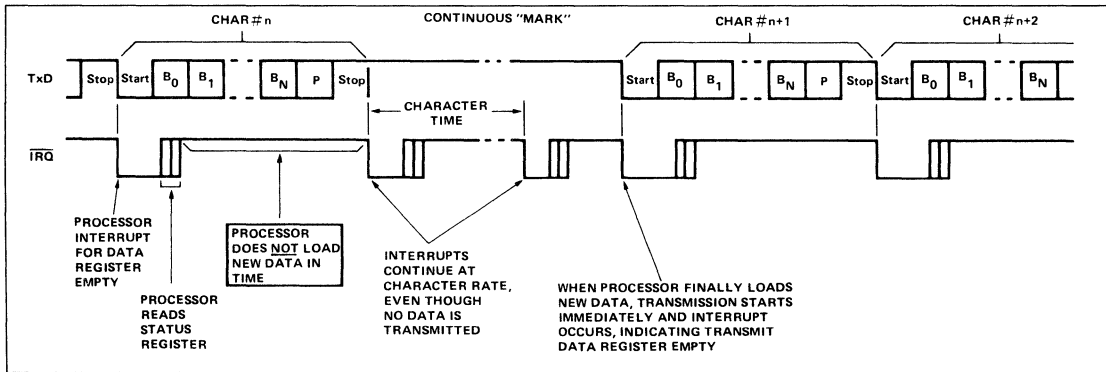 CHAR #n
CONTINUOUS "MARK"
CHAR #n+1
CHAR #n+2
TxD
Stop
Start
B0
B1
BN
P
Stop
Start
B0
B1
BN
P
Stop
Start
B0
B1
BN
CHARACTER
TIME
IRQ
PROCESSOR
INTERRUPT
FOR DATA
REGISTER
EMPTY
PROCESSOR
READS
STATUS
REGISTER
PROCESSOR
DOES NOT LOAD
NEW DATA IN
TIME
INTERRUPTS
CONTINUE AT
CHARACTER RATE,
EVEN THOUGH
NO DATA IS
TRANSMITTED
WHEN PROCESSOR FINALLY LOADS
NEW DATA, TRANSMISSION STARTS
IMMEDIATELY AND INTERRUPT
OCCURS, INDICATING TRANSMIT
DATA REGISTER EMPTY